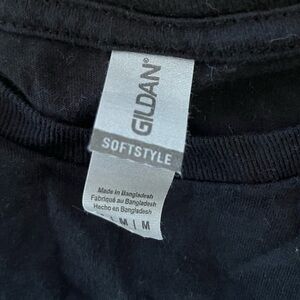 GILDAN®
SOFTSTYLE
Made in Bangladesh
Fabriqué au Bangladesh
Hecho en Bangladesh
M | M